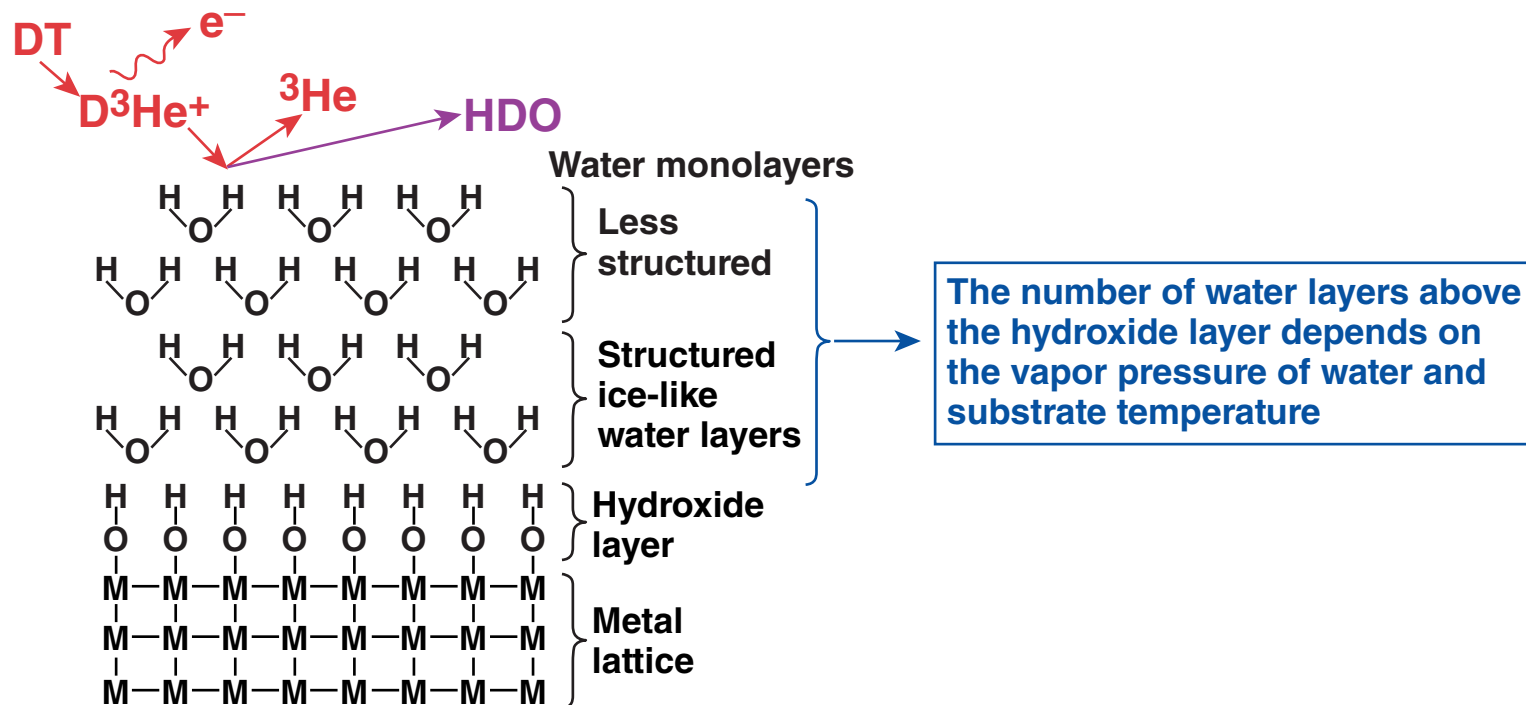 DT
e–
D3He+
3He
HDO
Water monolayers
H H H H H H
O O O
Less
structured
H H H H H H H H
O O O O
H H H H H H
O O O
Structured
ice-like
water layers
H H H H H H H H
O O O O
H H H H H H H H
O O O O O O O O
Hydroxide
layer
M M M M M M M M
M M M M M M M M
M M M M M M M M
Metal
lattice
The number of water layers above
the hydroxide layer depends on
the vapor pressure of water and
substrate temperature